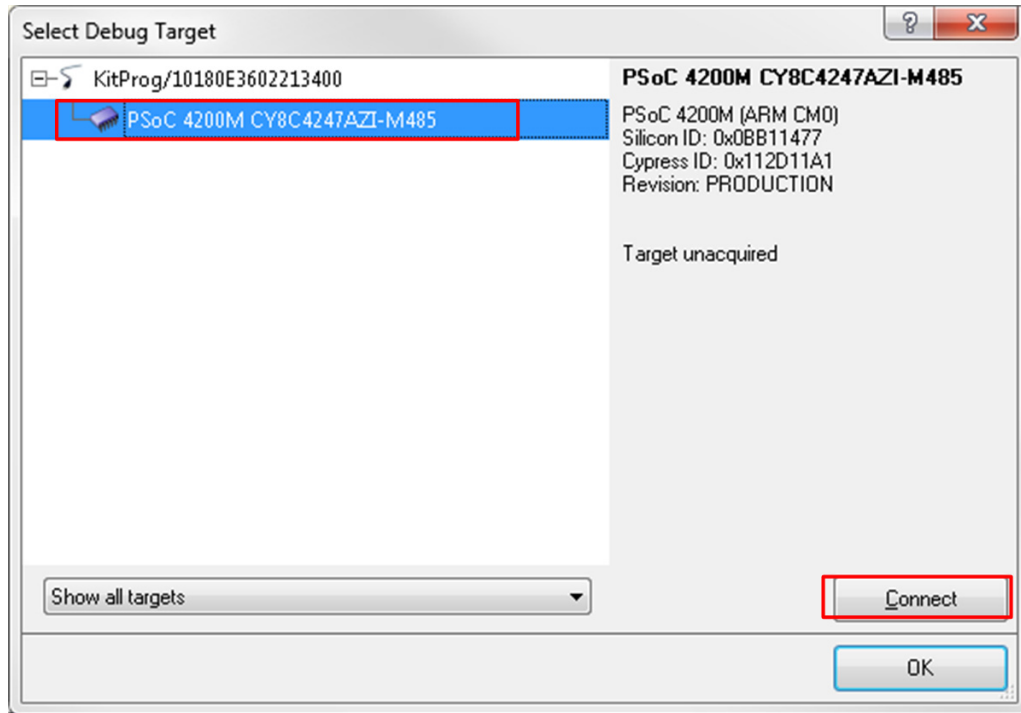 Select Debug Target
?
KitProg/10180E3602213400
PSoC 4200M CY8C4247AZI-M485
PSoC 4200M CY8C4247AZI-M485
PSoC 4200M (ARM CM0)
Silicon ID: 0x0BB11477
Cypress ID: 0x112D11A1
Revision: PRODUCTION
Target unacquired
Show all targets
Connect
OK